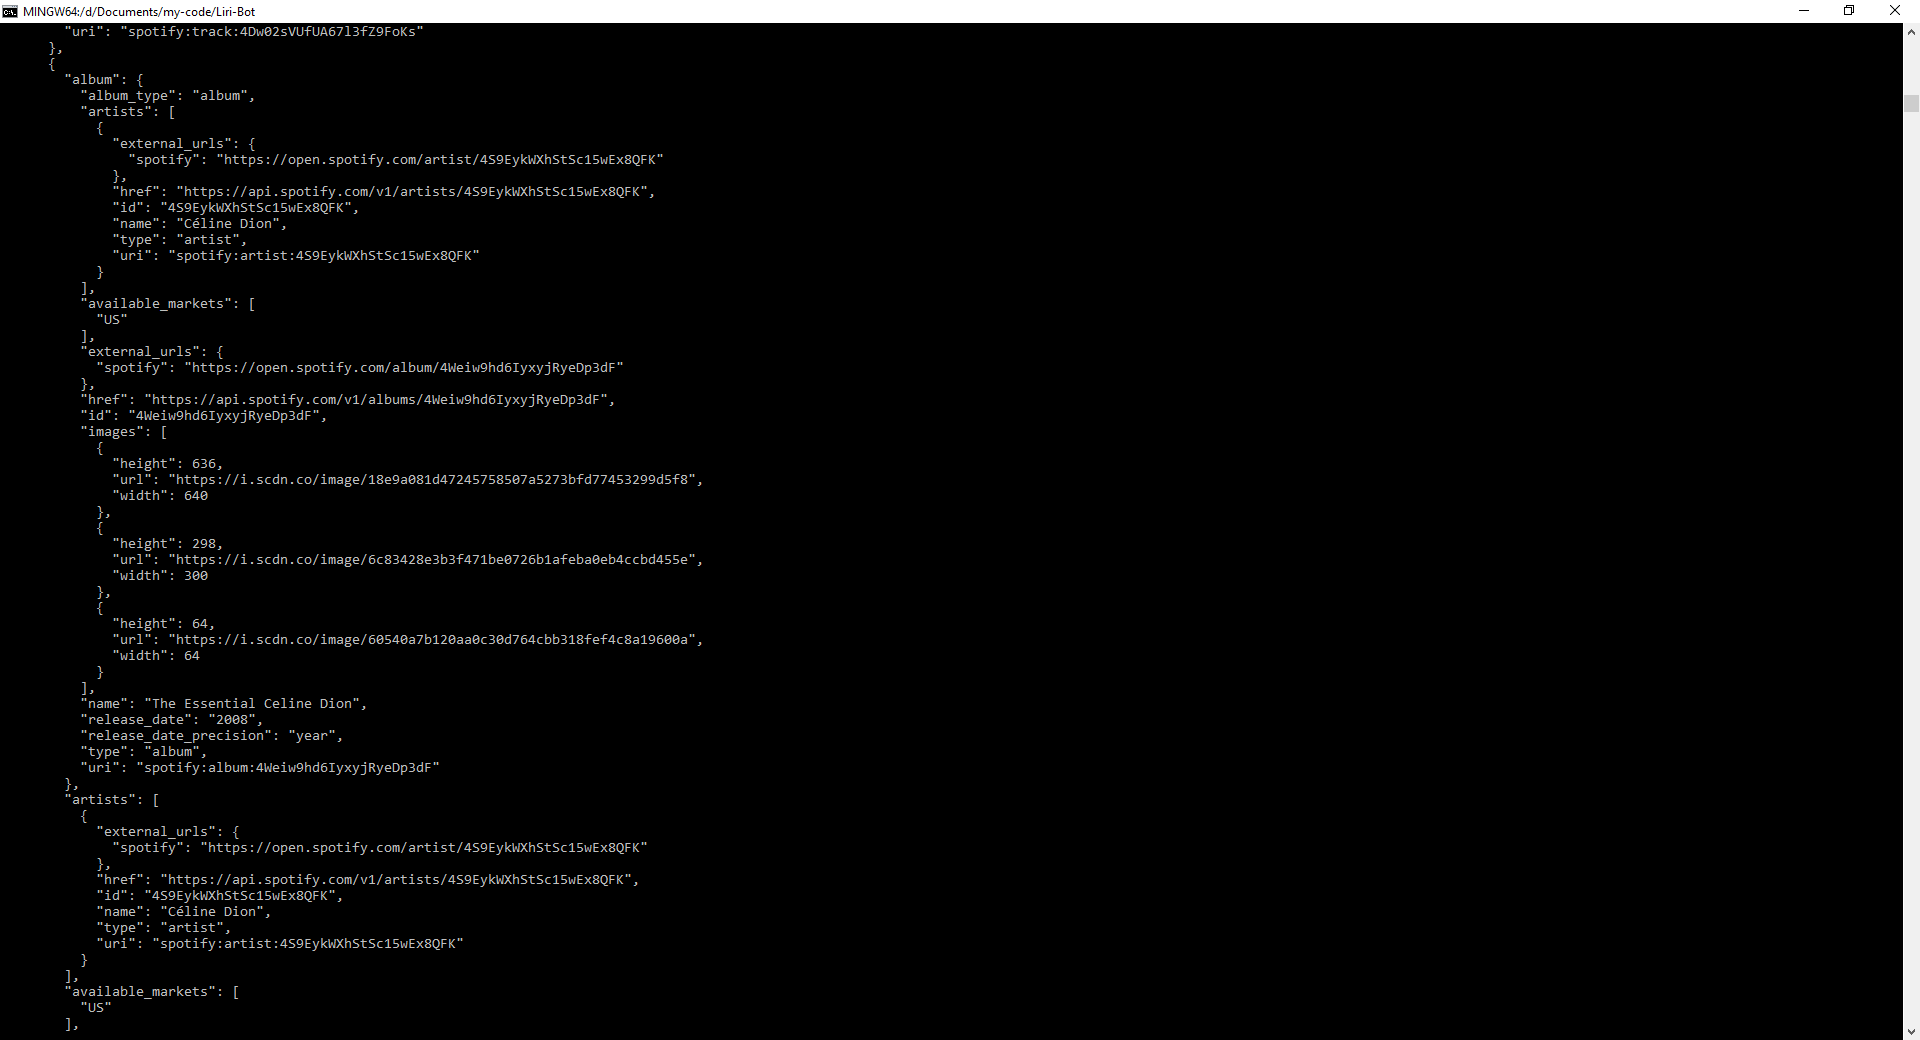 MINGW64:/d/Documents/my-code/Liri-Bot
"uri": "spotify:track:4Dw02sVUfUA67l3fZ9FoKs"
},
{
"album": {
"album_type": "album",
"artists": [
{
"external_urls": {
"spotify": "https://open.spotify.com/artist/4S9EykWXhStSc15wEx8QFK"
},
"href": "https://api.spotify.com/v1/artists/4S9EykWXhStSc15wEx8QFK",
"id": "4S9EykWXhStSc15wEx8QFK",
"name": "Céline Dion",
"type": "artist",
"uri": "spotify:artist:4S9EykWXhStSc15wEx8QFK"
}
],
"available_markets": [
"US"
],
"external_urls": {
"spotify": "https://open.spotify.com/album/4Weiw9hd6IyxyjRyeDp3dF"
},
"href": "https://api.spotify.com/v1/albums/4Weiw9hd6IyxyjRyeDp3dF",
"id": "4Weiw9hd6IyxyjRyeDp3dF",
"images": [
{
"height": 636,
"url": "https://i.scdn.co/image/18e9a081d47245758507a5273bfd77453299d5f8",
"width": 640
},
{
"height": 298,
"url": "https://i.scdn.co/image/6c83428e3b3f471be0726b1afeba0eb4ccbd455e",
"width": 300
},
{
"height": 64,
"url": "https://i.scdn.co/image/60540a7b120aa0c30d764cbb318fef4c8a19600a",
"width": 64
}
],
"name": "The Essential Celine Dion",
"release_date": "2008",
"release_date_precision": "year",
"type": "album",
"uri": "spotify:album:4Weiw9hd6IyxyjRyeDp3dF"
},
"artists": [
{
"external_urls": {
"spotify": "https://open.spotify.com/artist/4S9EykWXhStSc15wEx8QFK"
},
"href": "https://api.spotify.com/v1/artists/4S9EykWXhStSc15wEx8QFK",
"id": "4S9EykWXhStSc15wEx8QFK",
"name": "Céline Dion",
"type": "artist",
"uri": "spotify:artist:4S9EykWXhStSc15wEx8QFK"
}
],
"available_markets": [
"US"
],